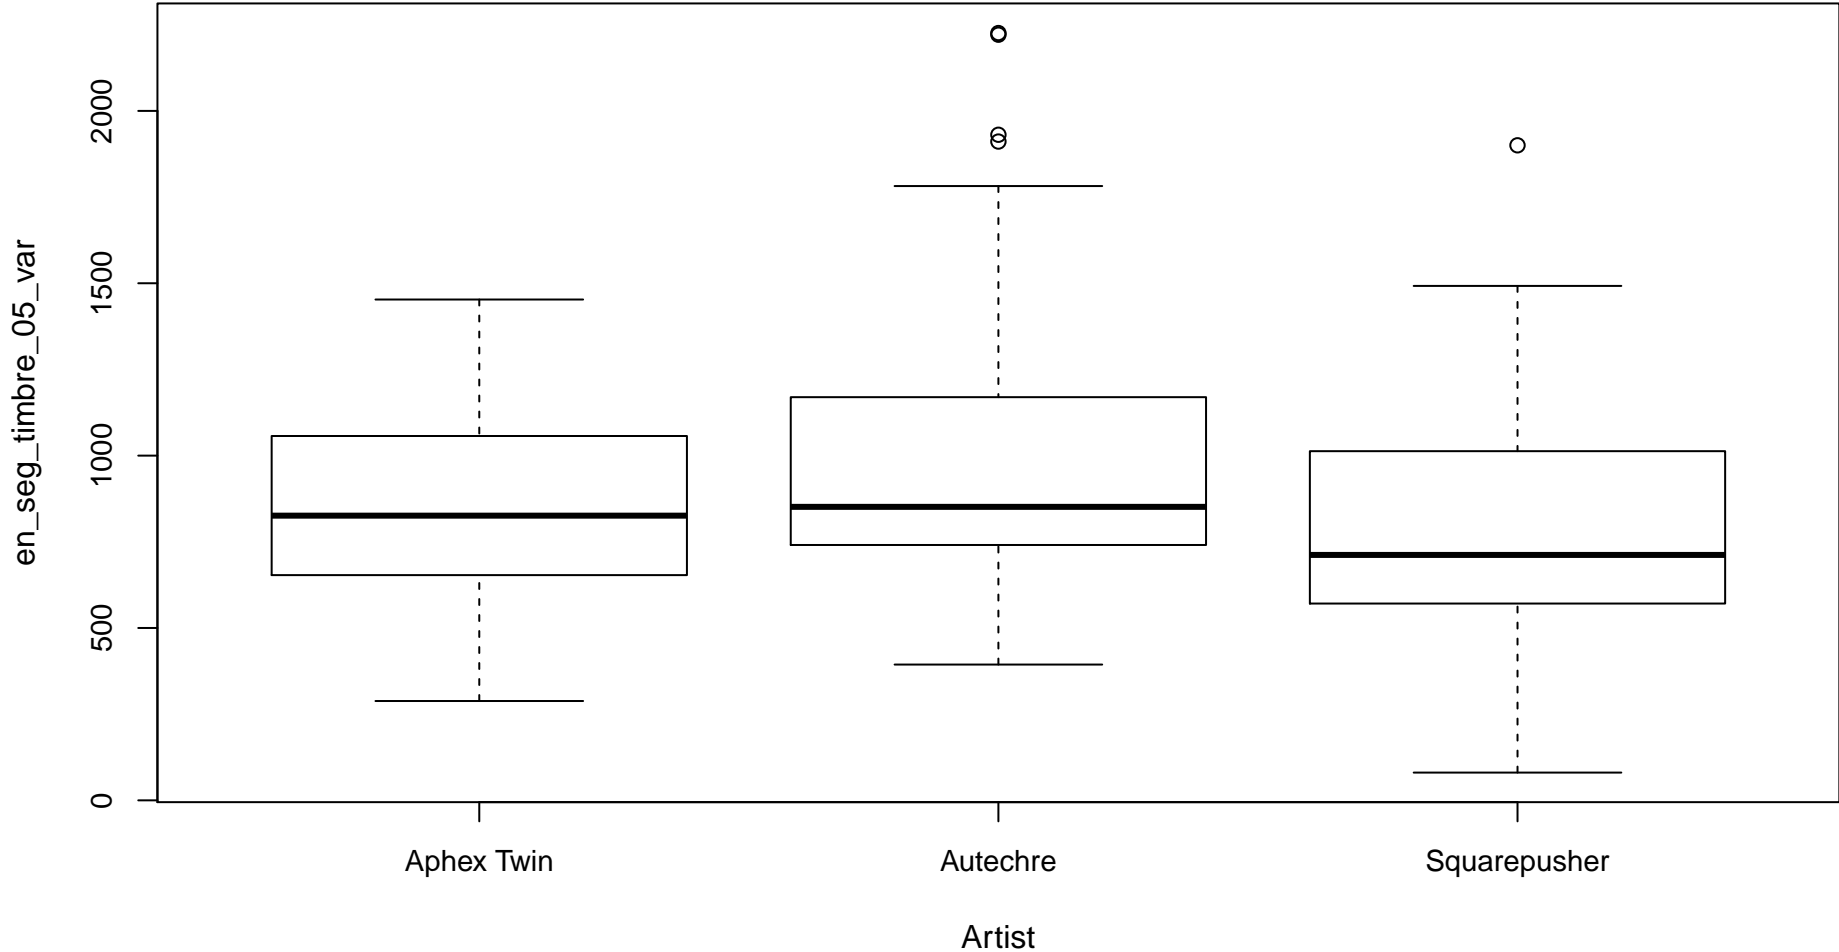 en_seg_timbre_05_var
2000
1500
1000
500
0
Aphex Twin
Autechre
Squarepusher
Artist